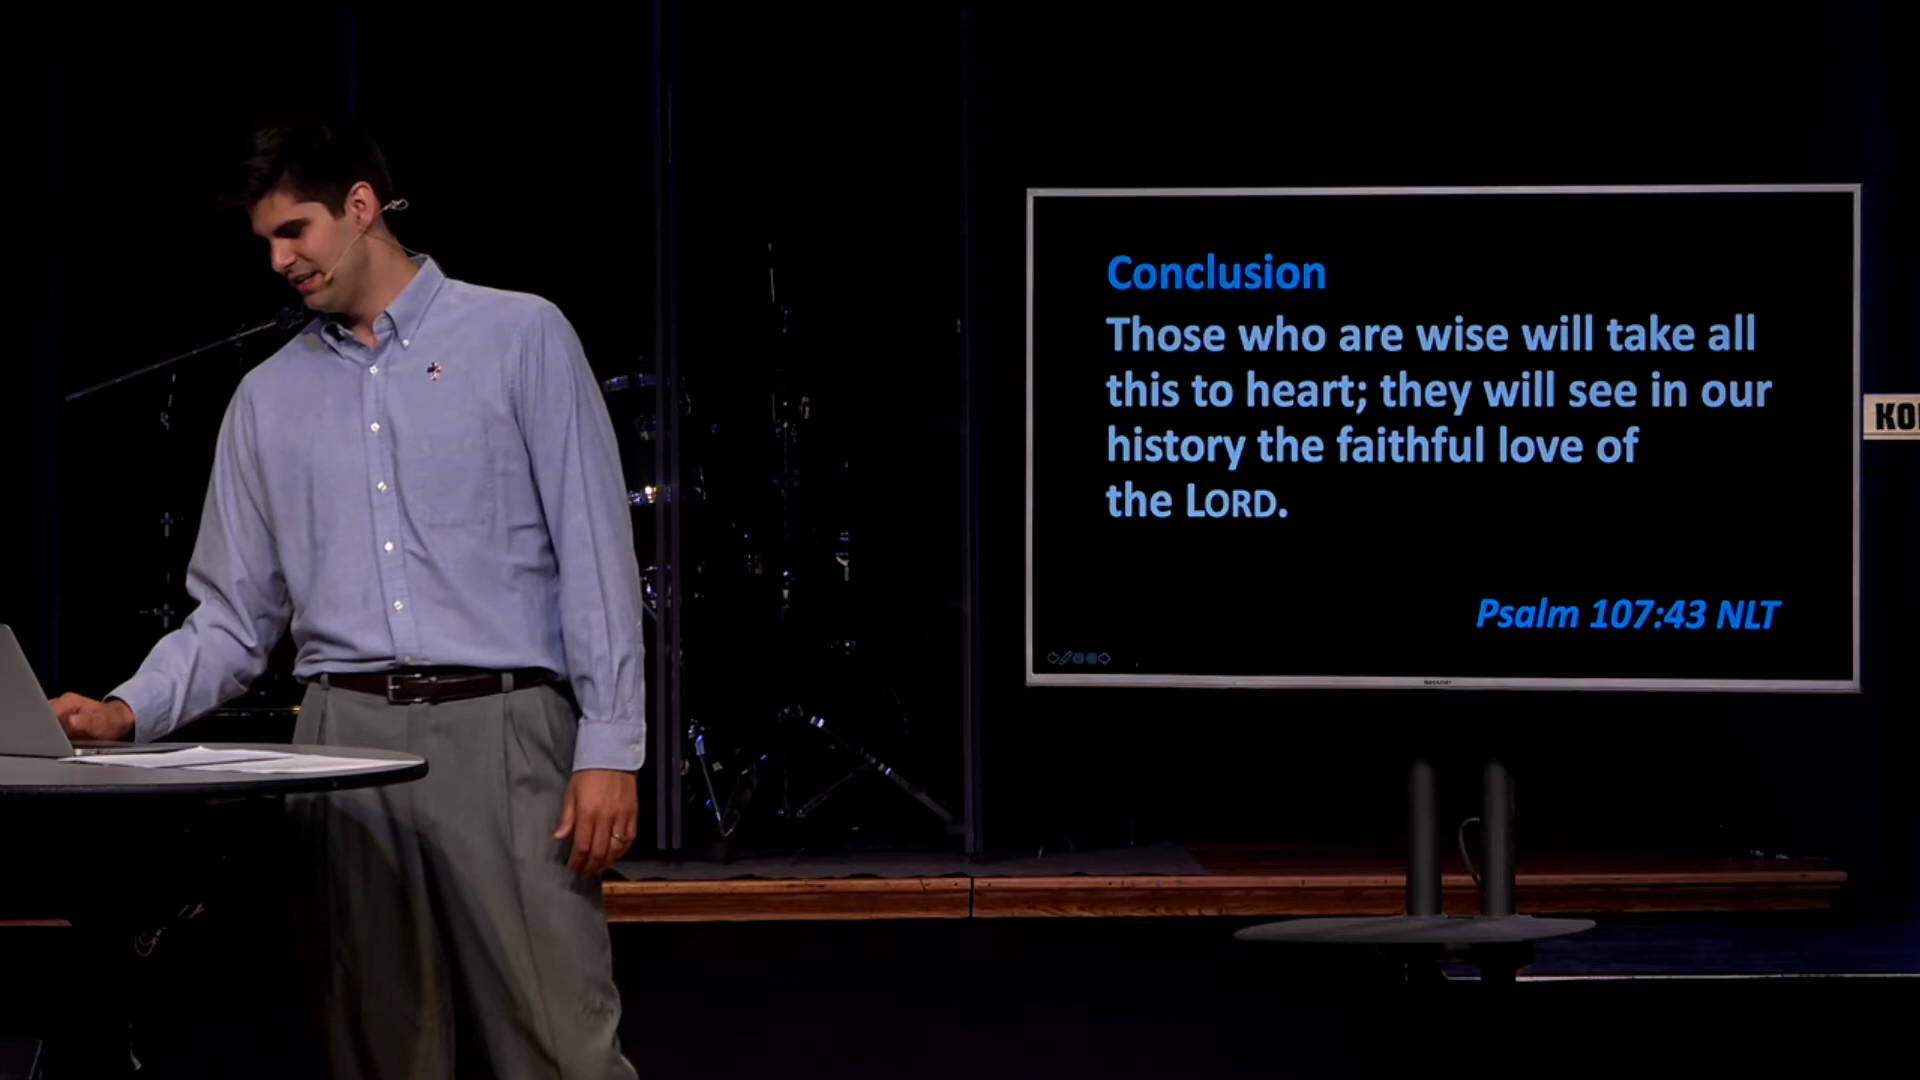 Conclusion
Those who are wise will take all
this to heart; they will see in our
history the faithful love of
the LORD.
Psalm 107:43 NLT
SHARP